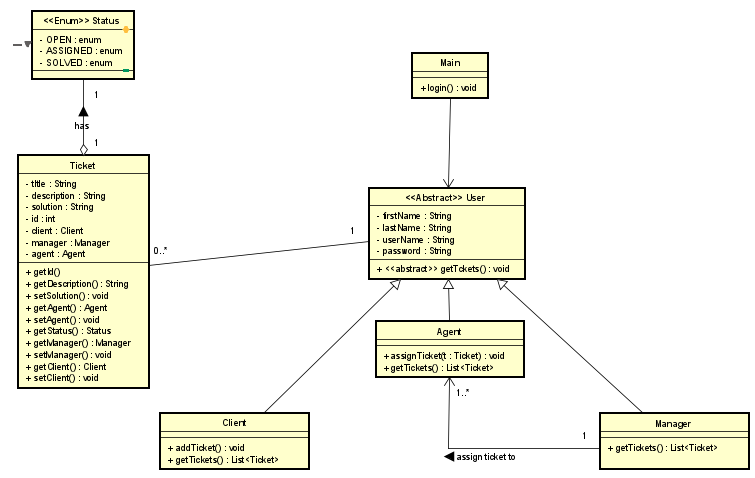 <<Enum>> Status
- OPEN : enum
- ASSIGNED : enum
- SOLVED : enum
1
has
1
Ticket
- title : String
- description : String
- solution : String
- id : int
- client : Client
- manager : Manager
- agent : Agent
+ getId()
+ getDescription() : String
+ setSolution() : void
+ getAgent() : Agent
+ setAgent() : void
+ getStatus() : Status
+ getManager() : Manager
+ setManager() : void
+ getClient() : Client
+ setClient() : void
0..*
1
Main
+ login() : void
<<Abstract>> User
- firstName : String
- lastName : String
- userName : String
- password : String
+ <<abstract>> getTckets() : void
Agent
+ assignTicket(t : Ticket) : void
+ getTickets() : List<Ticket>
1..*
Client
+ addTicket() : void
+ getTickets() : List<Ticket>
1
assign ticket to
Manager
+ getTickets() : List<Ticket>